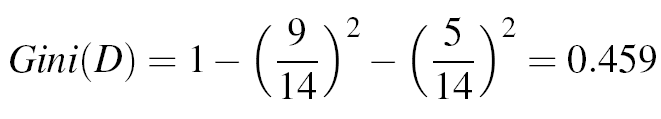 Gini(D) = 1 − (9/14)² − (5/14)² = 0.459